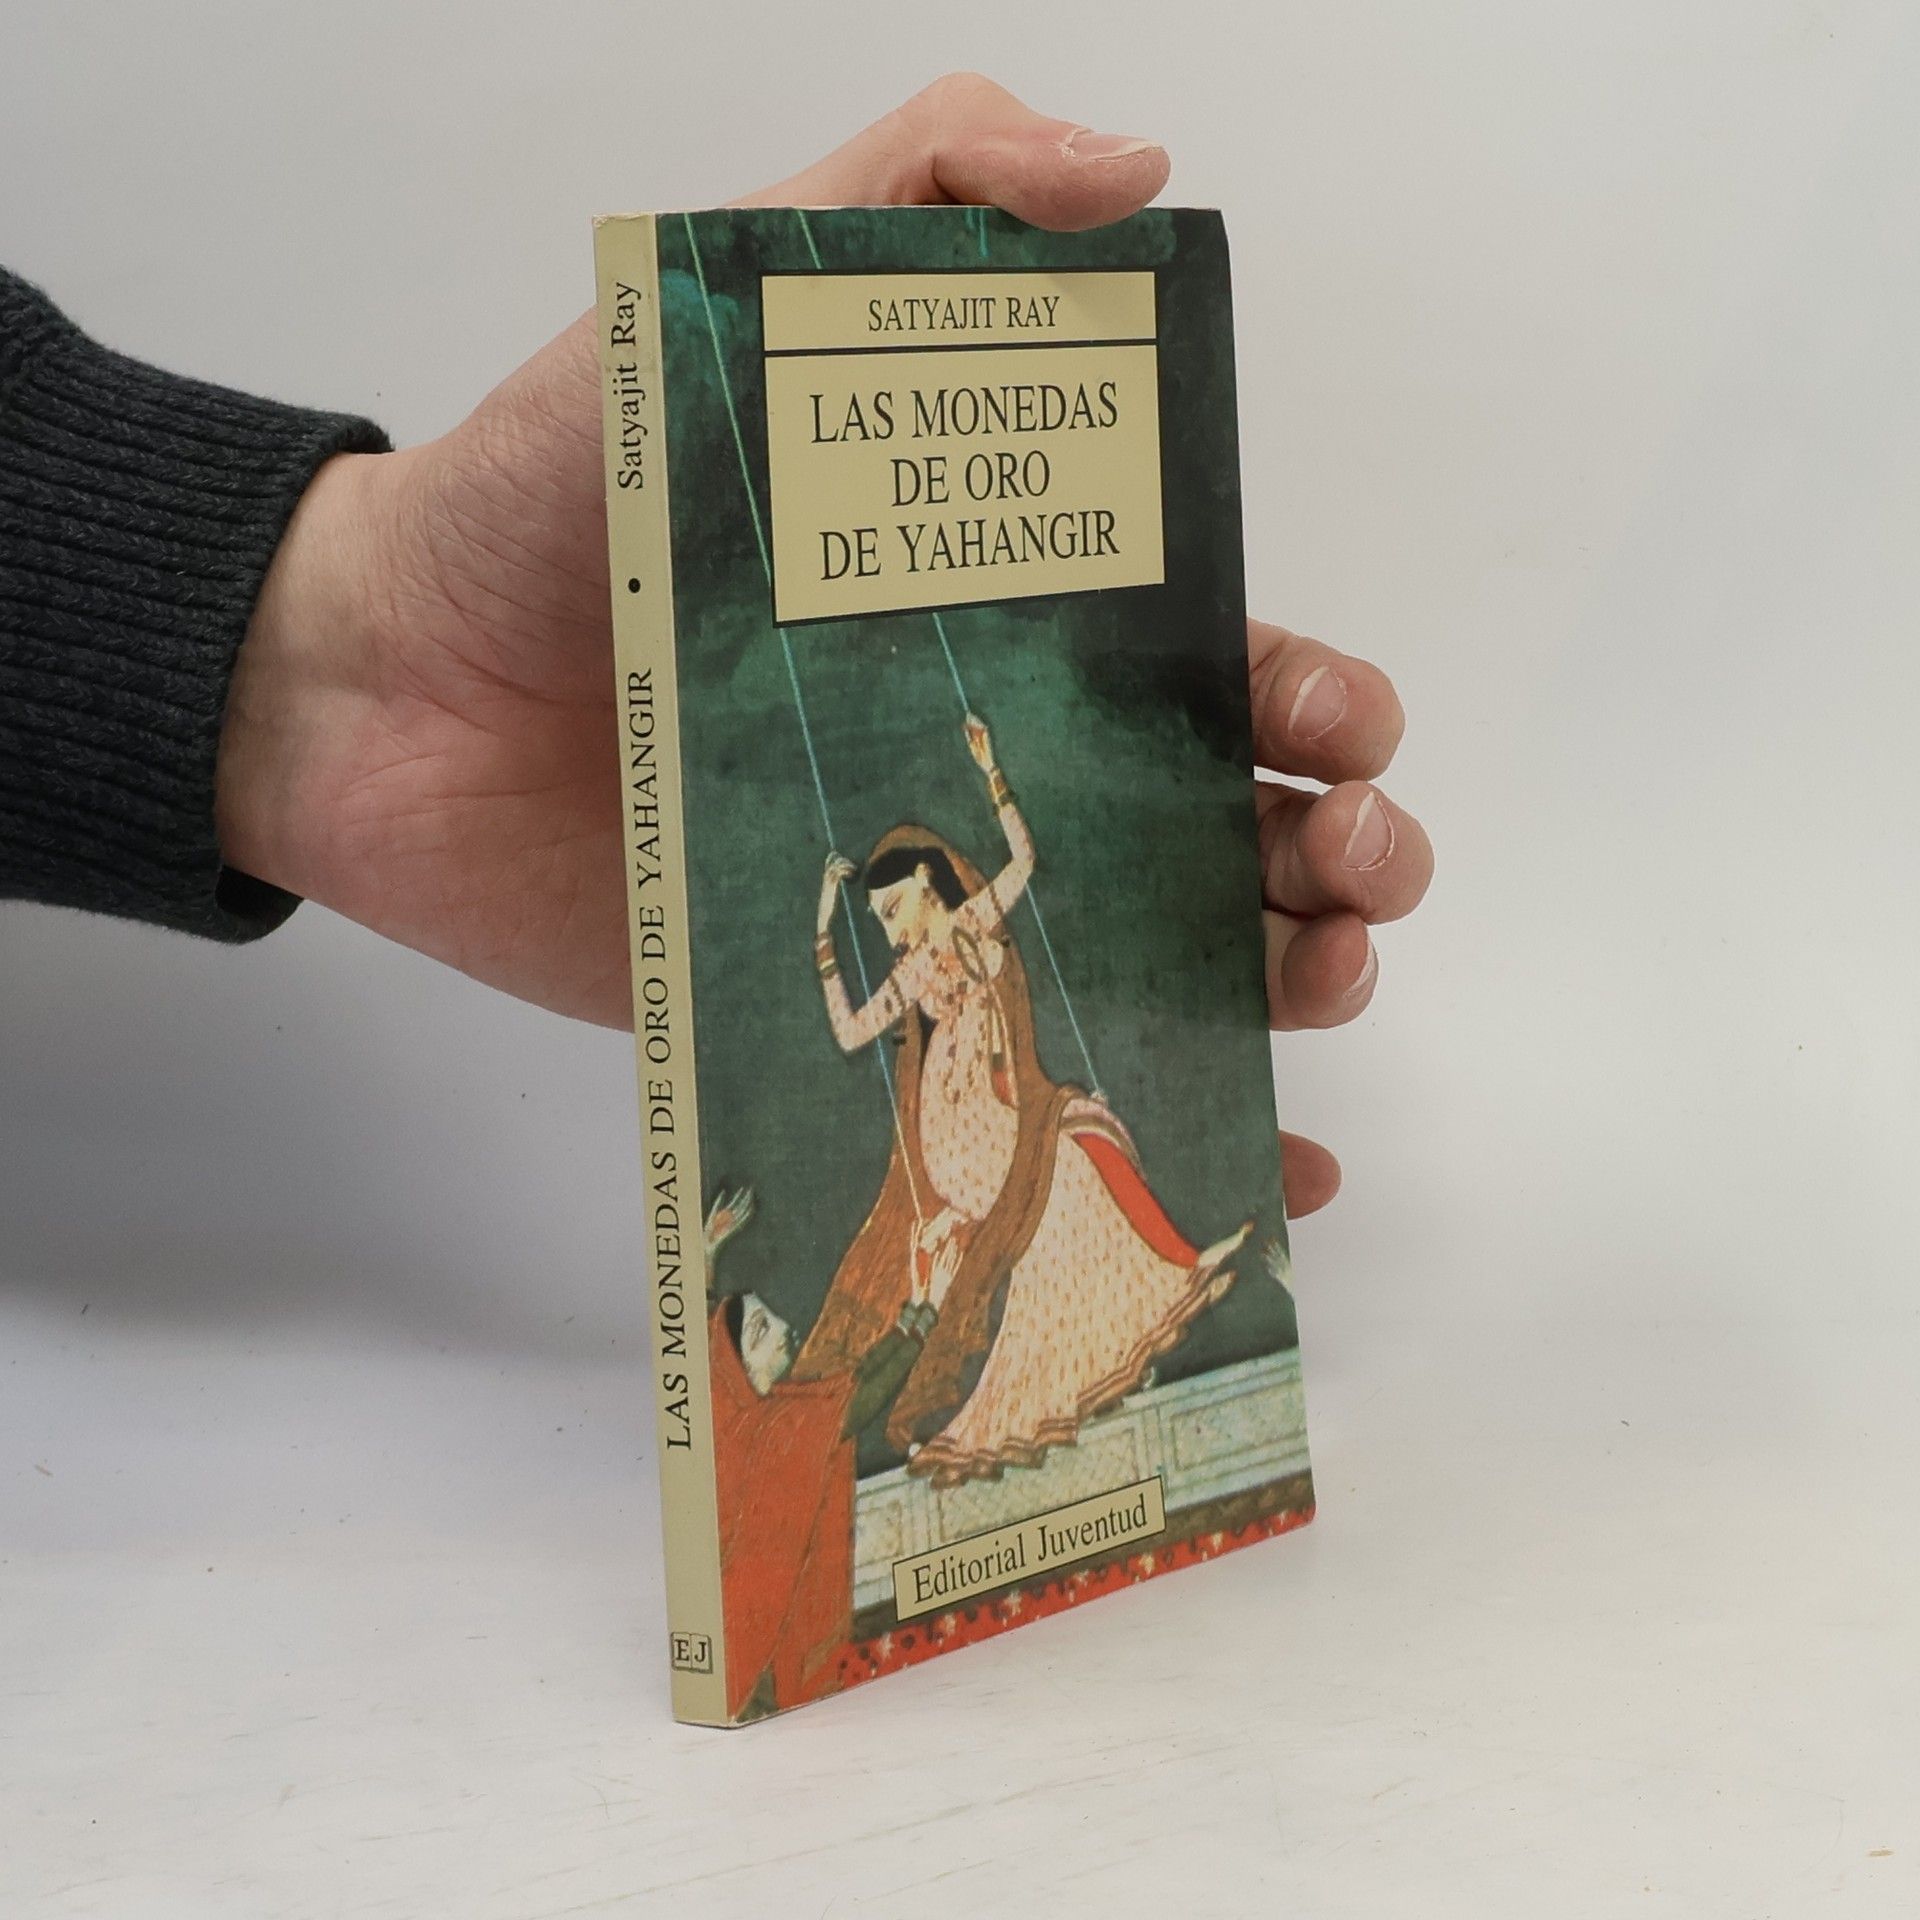 SATYAJIT RAY
LAS MONEDAS
DE ORO
DE YAHANGIR
Editorial Juventud
LAS MONEDAS DE ORO DE YAHANGIR • Satyajit Ray
EJ